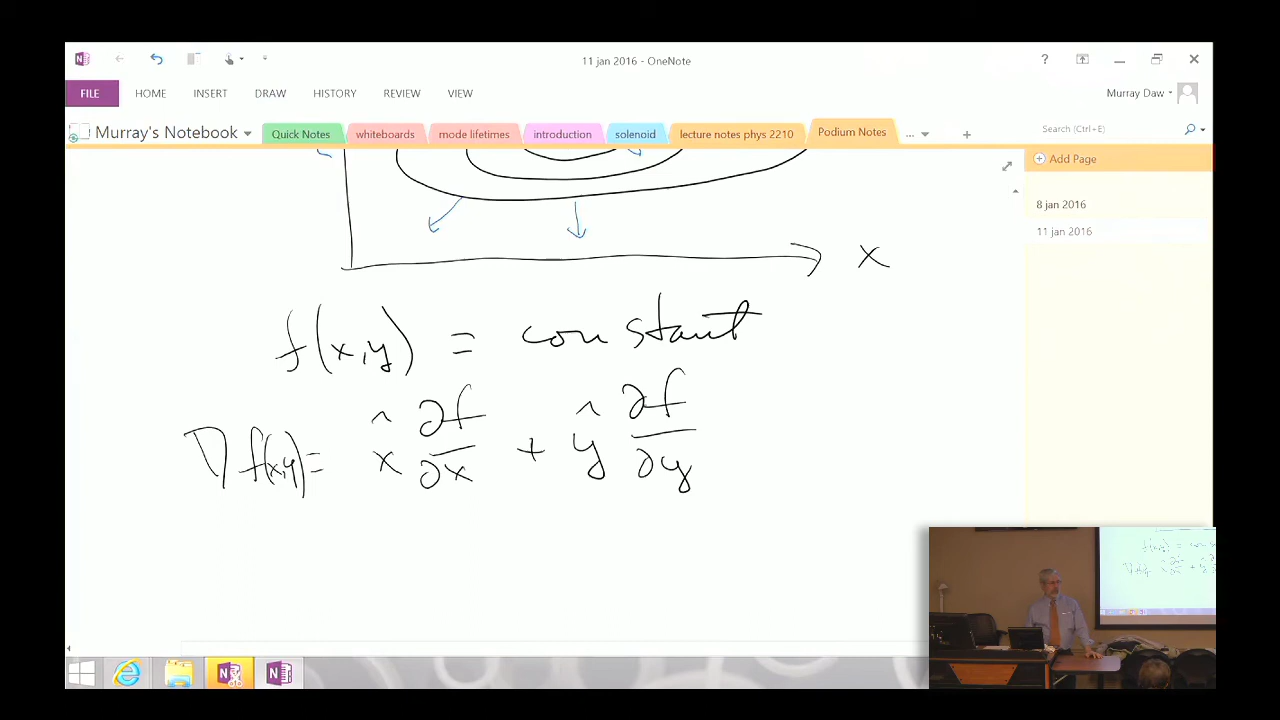 11 jan 2016 - OneNote
?
FILE HOME INSERT DRAW HISTORY REVIEW VIEW
Murray Daw
Murray's Notebook Quick Notes whiteboards mode lifetimes introduction solenoid lecture notes phys 2210 Podium Notes ... +
Search (Ctrl+E)
Add Page
8 jan 2016
11 jan 2016
x
f(x,y) = constant
∇f(x,y) = x̂ ∂f/∂x + ŷ ∂f/∂y